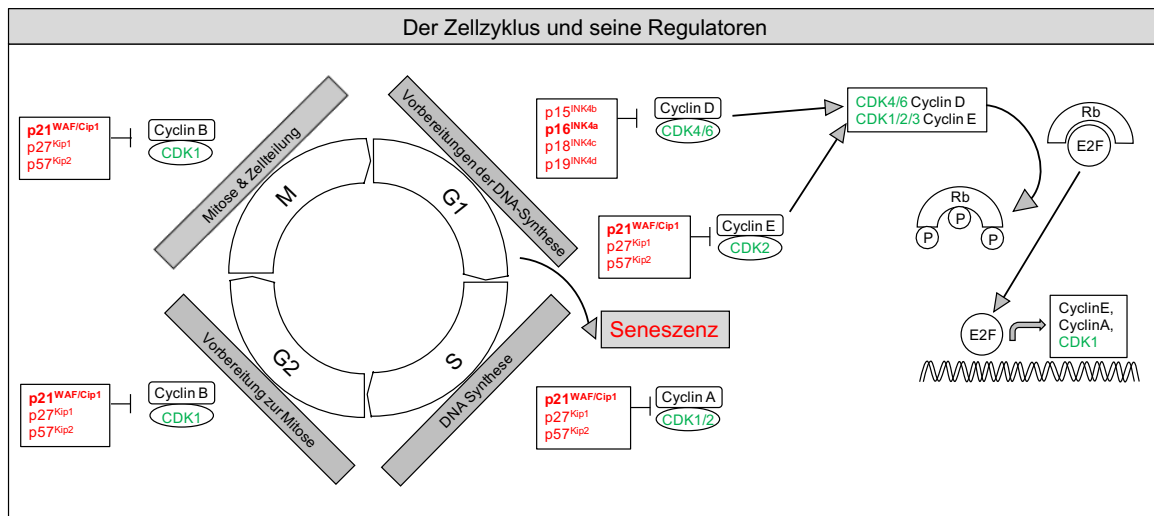 Der Zellzyklus und seine Regulatoren
p21WAF/Cip1
p27Kip1
p57Kip2
Cyclin B
CDK1
Mitose & Zellteilung
Vorbereitungen der DNA-Synthese
M
G1
G2
S
Vorbereitung zur Mitose
DNA Synthese
p15INK4b
p16INK4a
p18INK4c
p19INK4d
Cyclin D
CDK4/6
p21WAF/Cip1
p27Kip1
p57Kip2
Cyclin E
CDK2
CDK4/6 Cyclin D
CDK1/2/3 Cyclin E
Rb
E2F
Rb
P
P
P
Seneszenz
E2F
CyclinE,
CyclinA,
CDK1
p21WAF/Cip1
p27Kip1
p57Kip2
Cyclin B
CDK1
p21WAF/Cip1
p27Kip1
p57Kip2
Cyclin A
CDK1/2